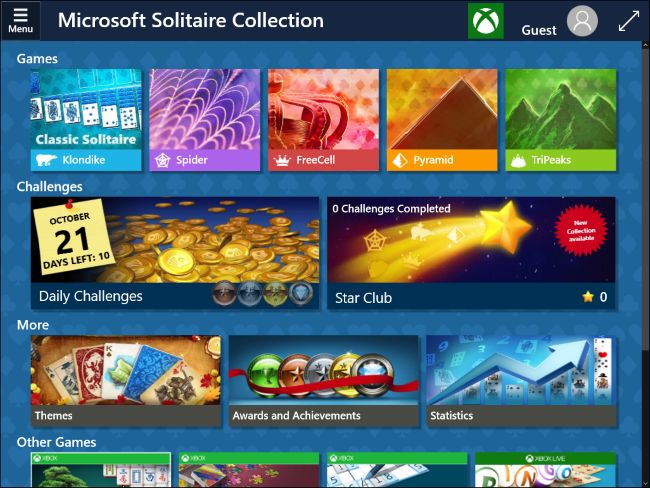 Menu
Microsoft Solitaire Collection
Guest
Games
Classic Solitaire
Klondike
Spider
FreeCell
Pyramid
TriPeaks
Challenges
OCTOBER
21
DAYS LEFT: 10
Daily Challenges
0 Challenges Completed
New
Collection
available
Star Club
0
More
Themes
Awards and Achievements
Statistics
Other Games
XBOX
XBOX
XBOX
XBOX LIVE